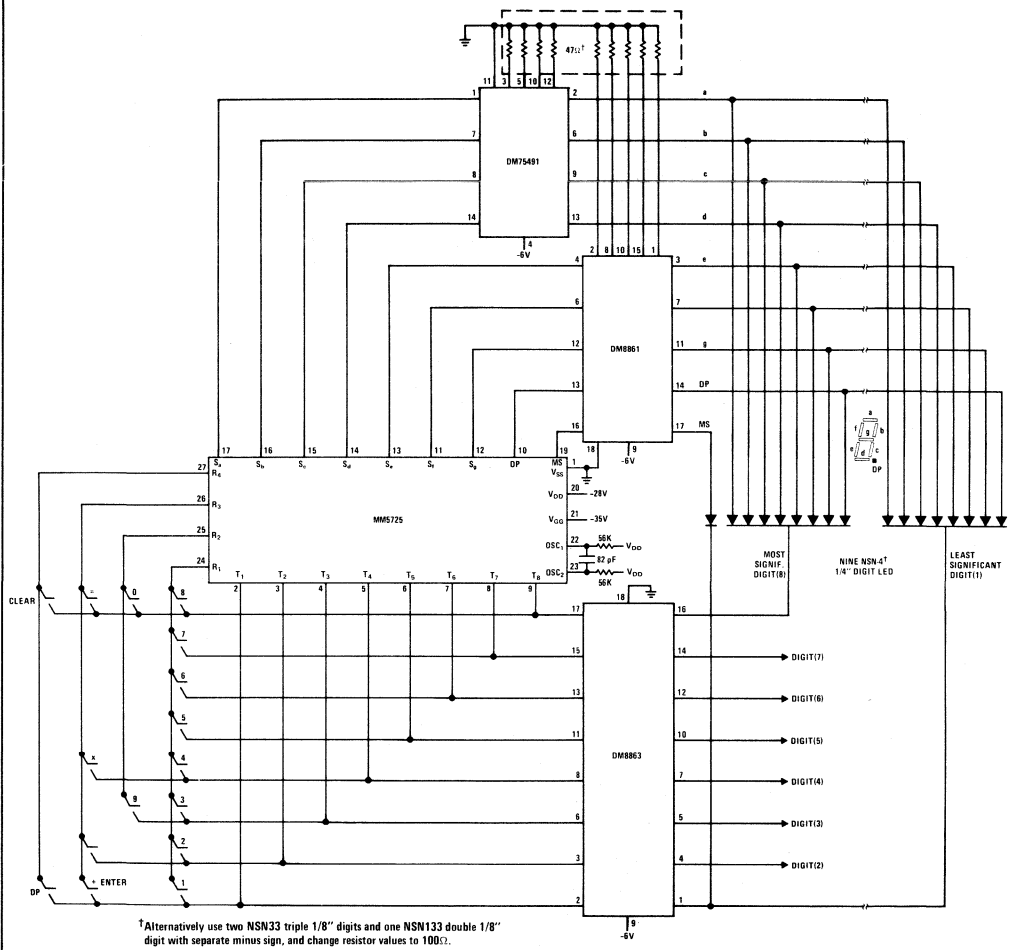 47Ω†
11 3 5 10 12
1 2 a
7 6 b
DM75491
8 9 c
14 13 d
4
-6V
2 8 10 15 1
4 3 e
6 7
12 DM8861 11 g
13 14 DP
16 17 MS
18 9
-6V
a
f g b
e d c
DP
17 16 15 14 13 11 12 10 19
27 Sa Sb Sc Sd Se Sf Sg DP MS
R4
VSS 1
26 R3
VDD 20 -28V
25 R2
MM5725
VGG 21 -35V
24 R1
OSC1 22 56K VDD
82 pF
OSC2 23 56K VDD
T1 T2 T3 T4 T5 T6 T7 T8
2 3 4 5 6 7 8 9
MOST SIGNIF. DIGIT(8)
NINE NSN-4†
1/4" DIGIT LED
LEAST SIGNIFICANT DIGIT(1)
CLEAR = 0 8
18
17 16
7 15 14 DIGIT(7)
6 13 12 DIGIT(6)
5 11 10 DIGIT(5)
DM8863
x 4 8 7 DIGIT(4)
9 3 6 5 DIGIT(3)
- 2 3 4 DIGIT(2)
DP + ENTER 1 2 1
9
-6V
†Alternatively use two NSN33 triple 1/8" digits and one NSN133 double 1/8"
digit with separate minus sign, and change resistor values to 100Ω.